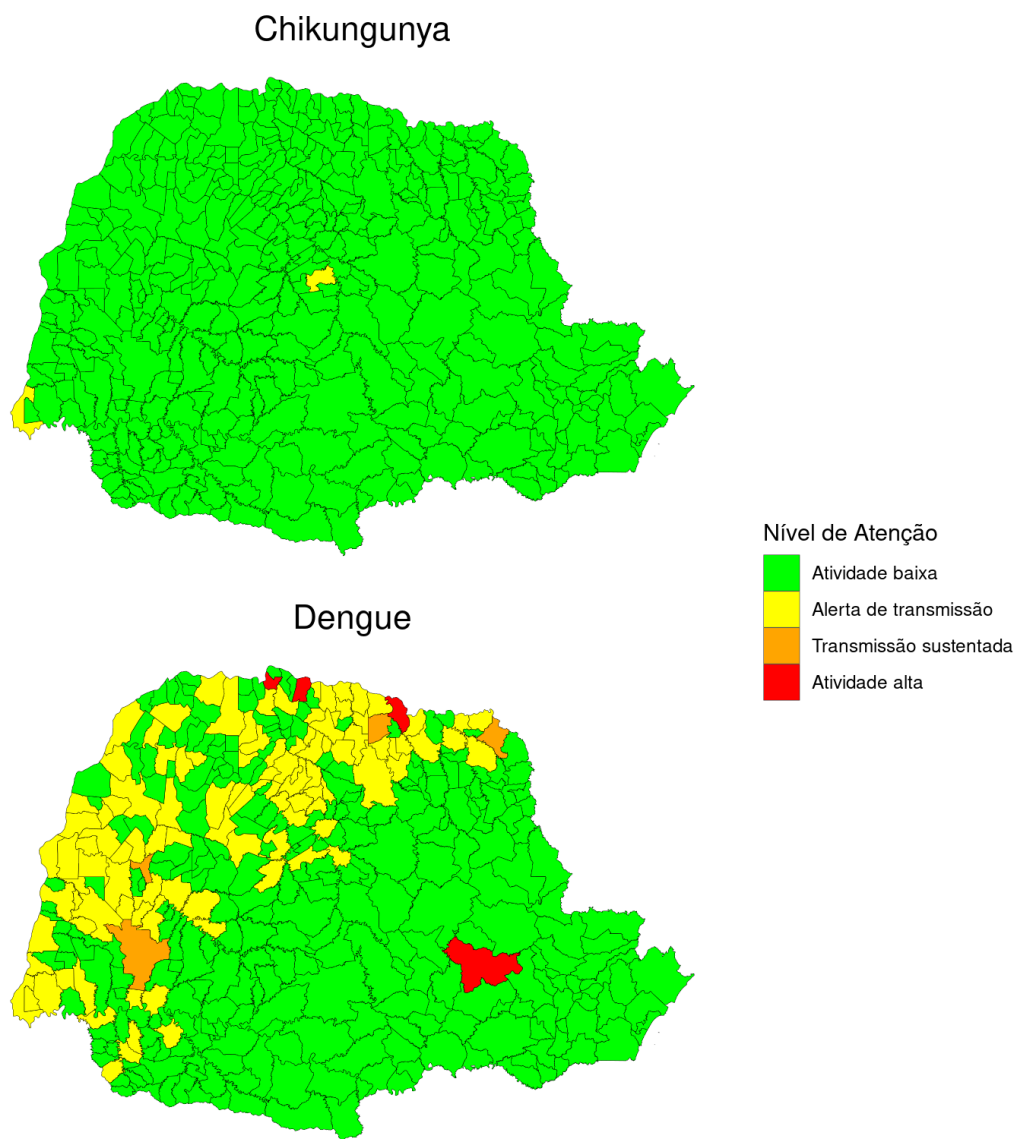 Chikungunya
Nível de Atenção
Atividade baixa
Alerta de transmissão
Transmissão sustentada
Atividade alta
Dengue